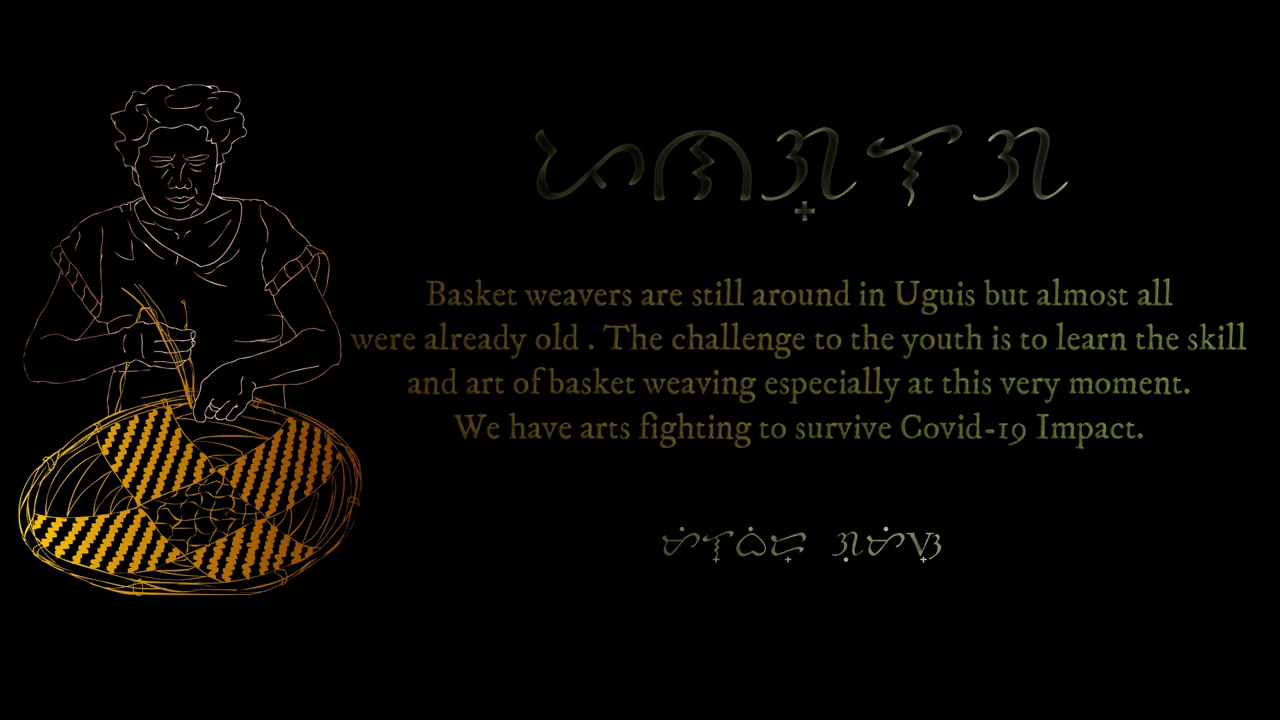 Basket weavers are still around in Uguis but almost all
were already old . The challenge to the youth is to learn the skill
and art of basket weaving especially at this very moment.
We have arts fighting to survive Covid-19 Impact.